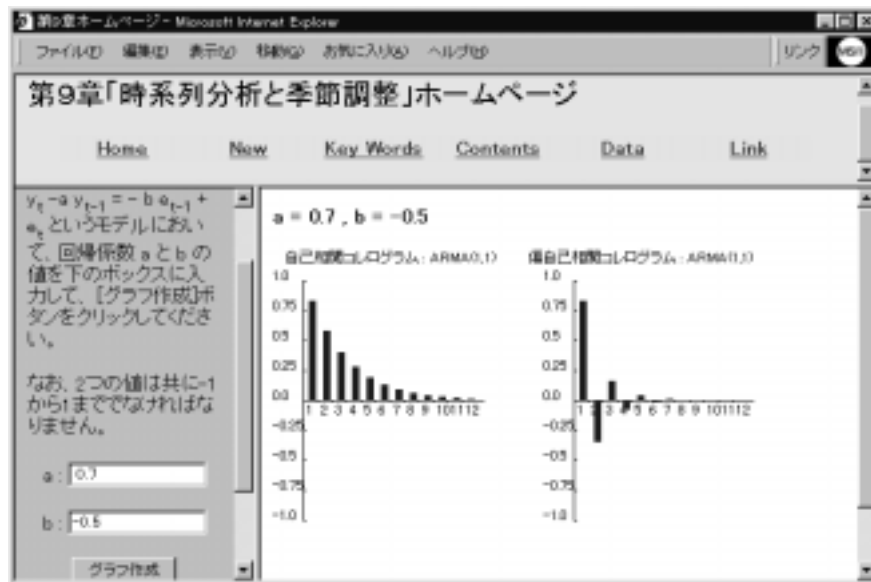 第9章ホームページ - Microsoft Internet Explorer
ファイル(F) 編集(E) 表示(V) 移動(G) お気に入り(A) ヘルプ(H) リンク
第9章「時系列分析と季節調整」ホームページ
Home New Key Words Contents Data Link
yt - a yt-1 = - b et-1 +
et というモデルにおい
て、回帰係数 a と b の
値を下のボックスに入
力して、[グラフ作成]ボ
タンをクリックしてくださ
い。
なお、2つの値は共に-1
から1まででなければな
りません。
a : 0.7
b : -0.5
グラフ作成
a = 0.7 , b = -0.5
自己相関コレログラム : ARMA(1,1)
1.0
0.75
0.5
0.25
0.0
-0.25
-0.5
-0.75
-1.0
1 2 3 4 5 6 7 8 9 10 11 12
偏自己相関コレログラム : ARMA(1,1)
1.0
0.75
0.5
0.25
0.0
-0.25
-0.5
-0.75
-1.0
1 2 3 4 5 6 7 8 9 10 11 12